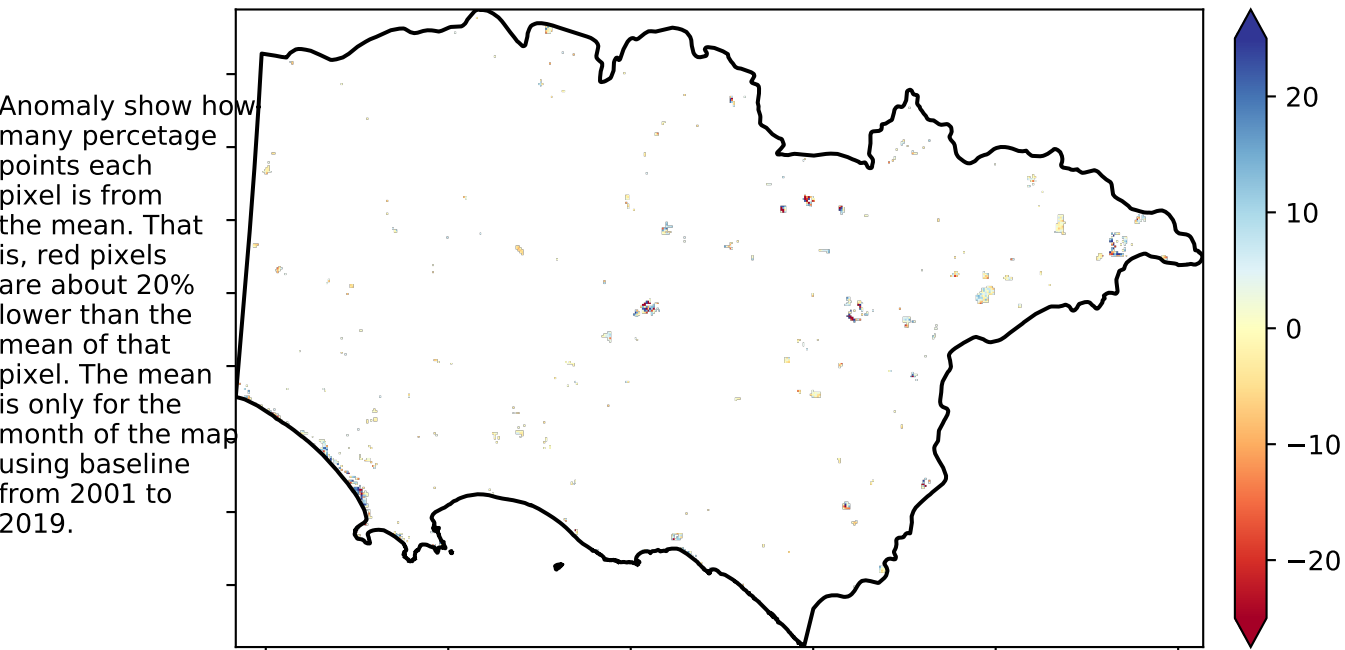 Anomaly show how
many percetage
points each
pixel is from
the mean. That
is, red pixels
are about 20%
lower than the
mean of that
pixel. The mean
is only for the
month of the map
using baseline
from 2001 to
2019.
20
10
0
−10
−20